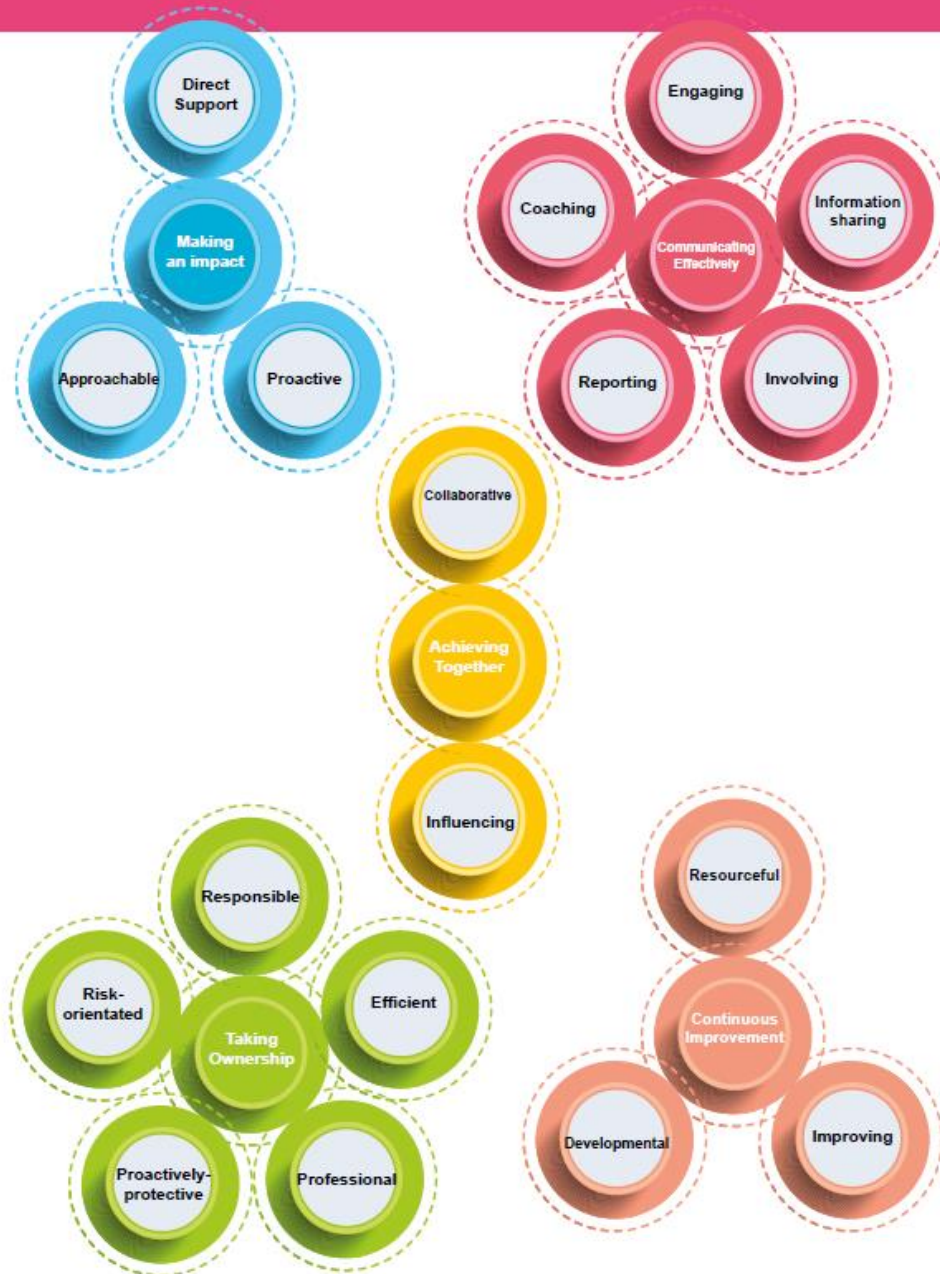 Direct
Support
Making
an impact
Approachable
Proactive
Engaging
Coaching
Information
sharing
Communicating
Effectively
Reporting
Involving
Collaborative
Achieving
Together
Influencing
Responsible
Risk-
orientated
Efficient
Taking
Ownership
Proactively-
protective
Professional
Resourceful
Continuous
Improvement
Developmental
Improving